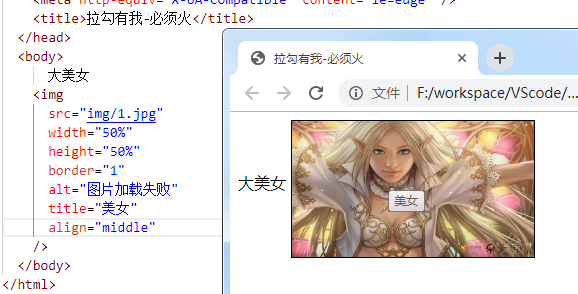 <meta http-equiv="X-UA-Compatible" content="ie=edge" />
<title>拉勾有我-必须火</title>
</head>
<body>
大美女
<img
src="img/1.jpg"
width="50%"
height="50%"
border="1"
alt="图片加载失败"
title="美女"
align="middle"
/>
</body>
</html>
拉勾有我-必须火
文件 | F:/workspace/VScode/...
大美女
美女